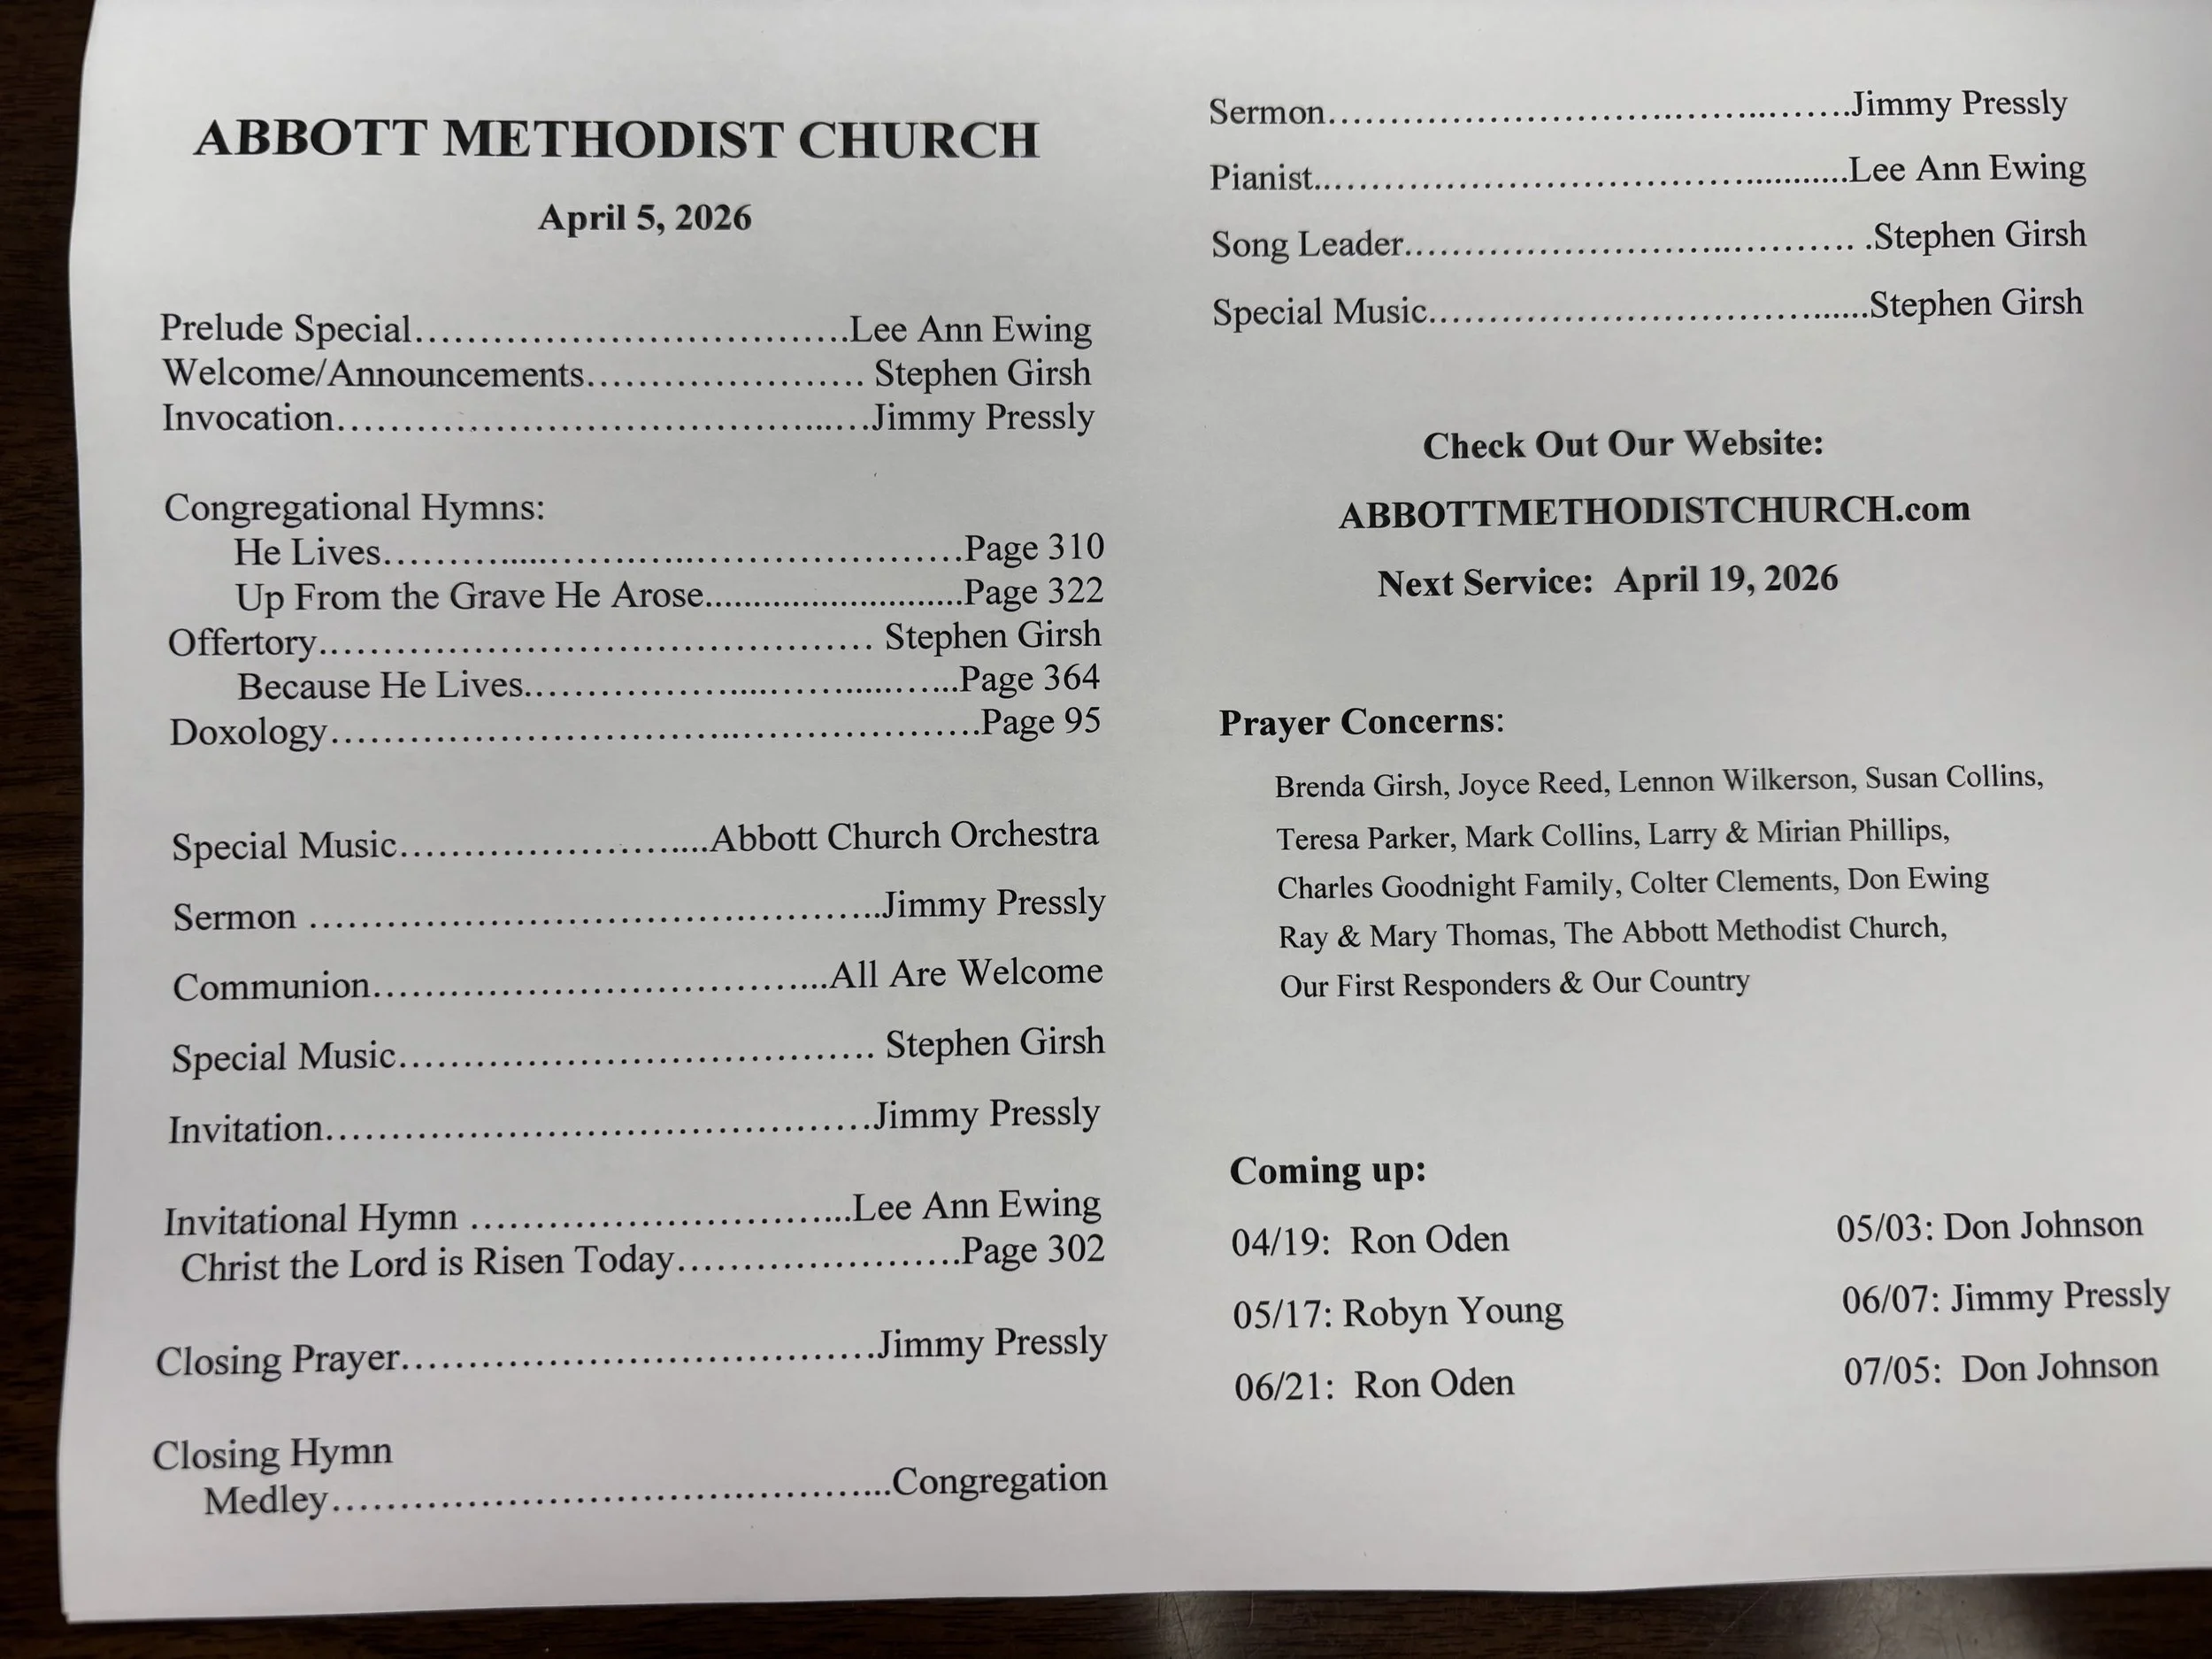 ABBOTT METHODIST CHURCH
April 5, 2026
Prelude Special................................Lee Ann Ewing
Welcome/Announcements..................... Stephen Girsh
Invocation........................................Jimmy Pressly
Congregational Hymns:
He Lives............................................Page 310
Up From the Grave He Arose..........................Page 322
Offertory......................................... Stephen Girsh
Because He Lives.................................Page 364
Doxology................................................Page 95
Special Music........................Abbott Church Orchestra
Sermon ...........................................Jimmy Pressly
Communion...................................All Are Welcome
Special Music.................................... Stephen Girsh
Invitation.........................................Jimmy Pressly
Invitational Hymn .............................Lee Ann Ewing
Christ the Lord is Risen Today......................Page 302
Closing Prayer....................................Jimmy Pressly
Closing Hymn
Medley..........................................Congregation
Sermon........................................Jimmy Pressly
Pianist..........................................Lee Ann Ewing
Song Leader.................................. .Stephen Girsh
Special Music..................................Stephen Girsh
Check Out Our Website:
ABBOTTMETHODISTCHURCH.com
Next Service: April 19, 2026
Prayer Concerns:
Brenda Girsh, Joyce Reed, Lennon Wilkerson, Susan Collins,
Teresa Parker, Mark Collins, Larry & Mirian Phillips,
Charles Goodnight Family, Colter Clements, Don Ewing
Ray & Mary Thomas, The Abbott Methodist Church,
Our First Responders & Our Country
Coming up:
04/19: Ron Oden 05/03: Don Johnson
05/17: Robyn Young 06/07: Jimmy Pressly
06/21: Ron Oden 07/05: Don Johnson